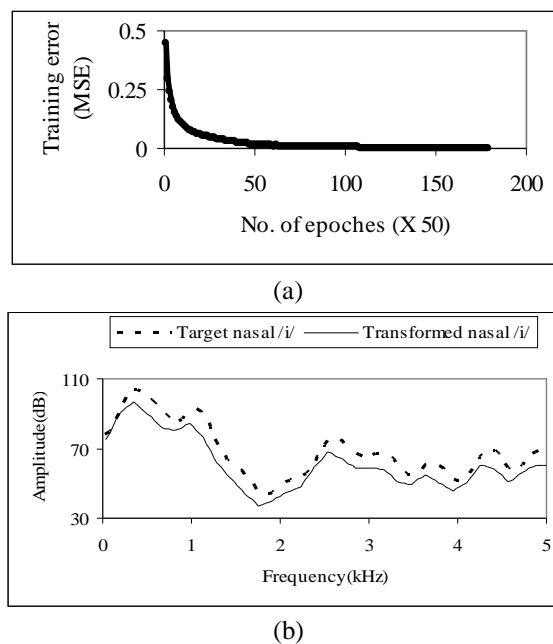 0.5
0.25
0
Training error
(MSE)
0 50 100 150 200
No. of epoches (X 50)
(a)
Target nasal /i/ Transformed nasal /i/
110
70
30
Amplitude(dB)
0 1 2 3 4 5
Frequency(kHz)
(b)